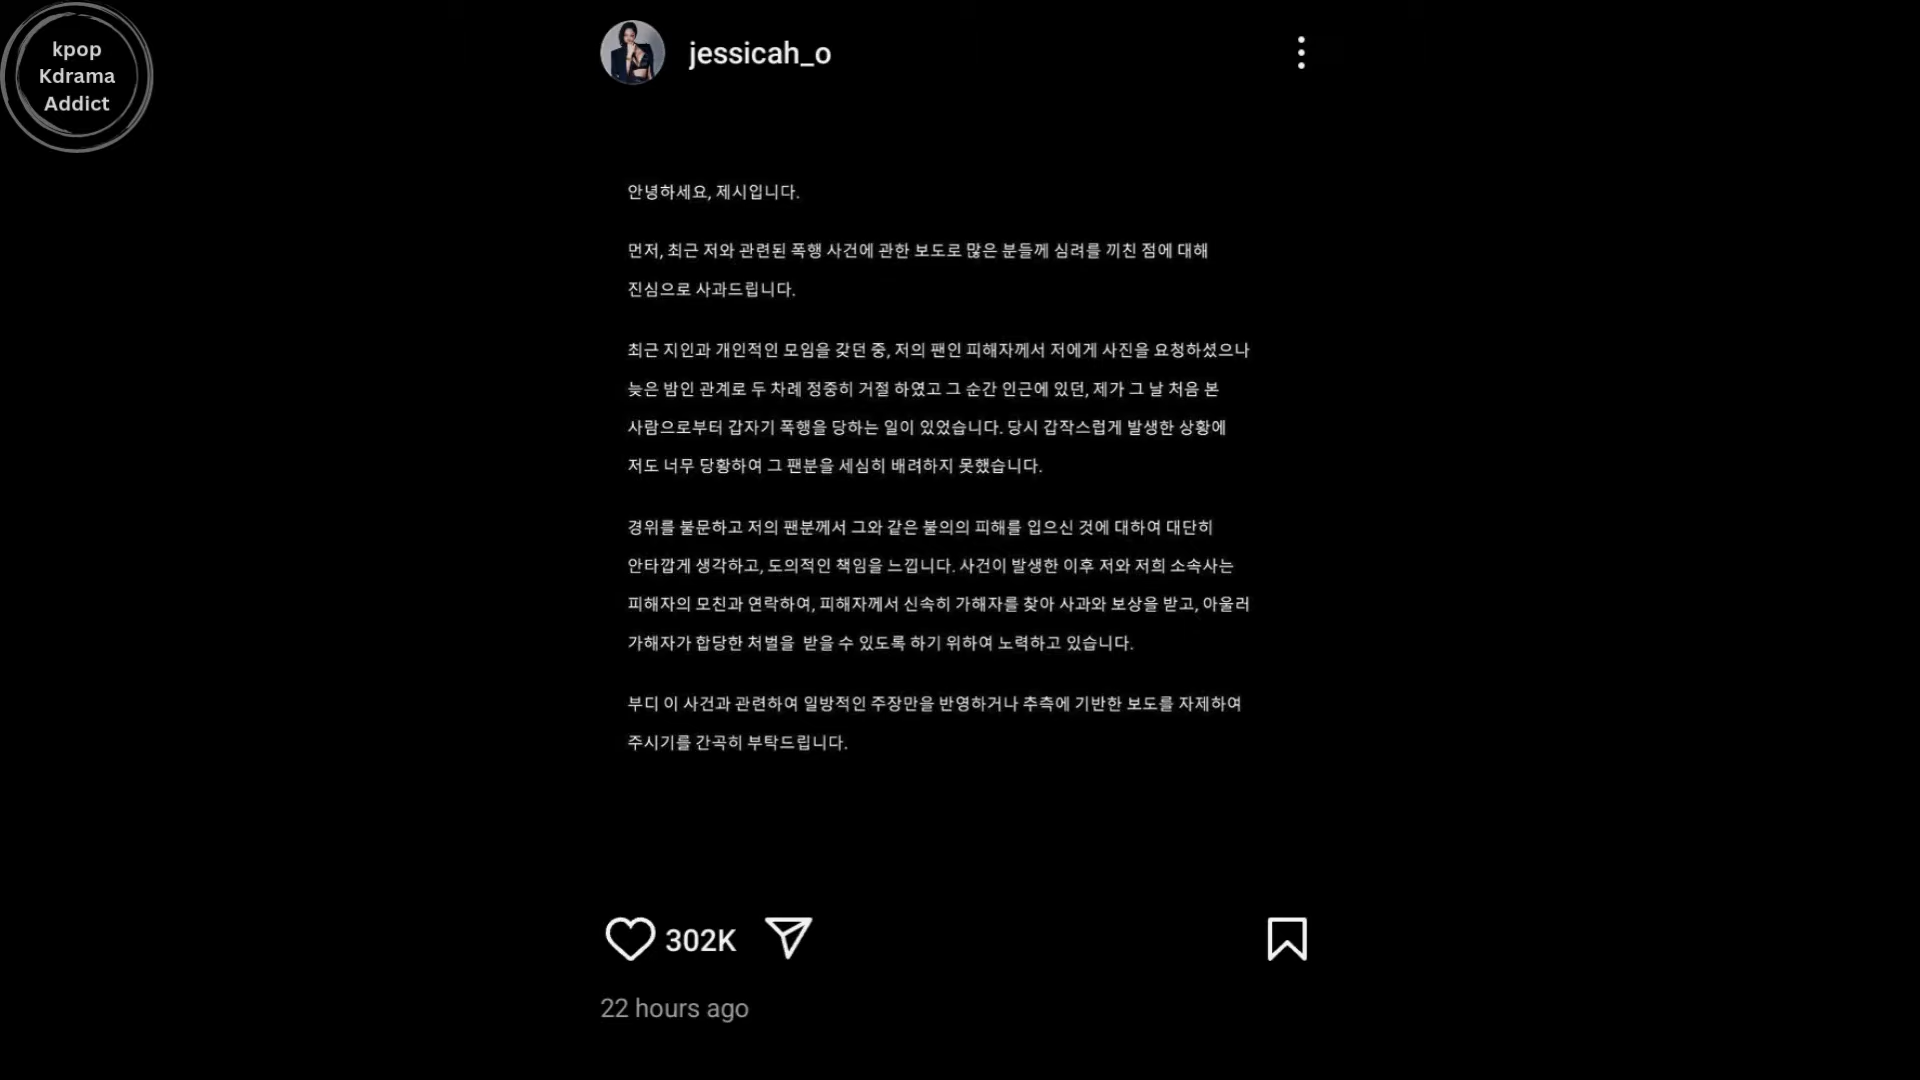 kpop
Kdrama
Addict
jessicah_o
안녕하세요, 제시입니다.
먼저, 최근 저와 관련된 폭행 사건에 관한 보도로 많은 분들께 심려를 끼친 점에 대해
진심으로 사과드립니다.
최근 지인과 개인적인 모임을 갖던 중, 저의 팬인 피해자께서 저에게 사진을 요청하셨으나
늦은 밤인 관계로 두 차례 정중히 거절 하였고 그 순간 인근에 있던, 제가 그 날 처음 본
사람으로부터 갑자기 폭행을 당하는 일이 있었습니다. 당시 갑작스럽게 발생한 상황에
저도 너무 당황하여 그 팬분을 세심히 배려하지 못했습니다.
경위를 불문하고 저의 팬분께서 그와 같은 불의의 피해를 입으신 것에 대하여 대단히
안타깝게 생각하고, 도의적인 책임을 느낍니다. 사건이 발생한 이후 저와 저희 소속사는
피해자의 모친과 연락하여, 피해자께서 신속히 가해자를 찾아 사과와 보상을 받고, 아울러
가해자가 합당한 처벌을 받을 수 있도록 하기 위하여 노력하고 있습니다.
부디 이 사건과 관련하여 일방적인 주장만을 반영하거나 추측에 기반한 보도를 자제하여
주시기를 간곡히 부탁드립니다.
302K
22 hours ago